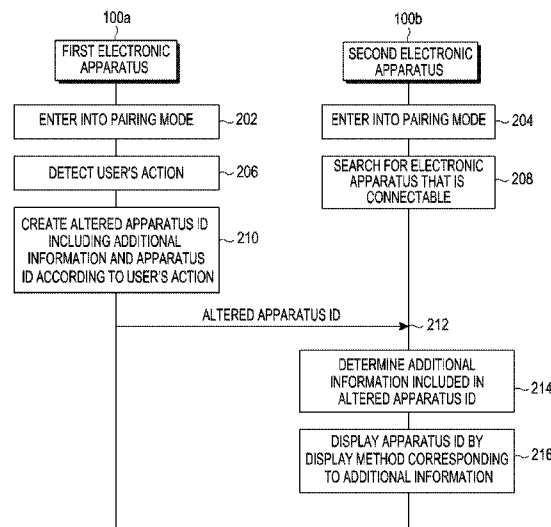 100a
100b
FIRST ELECTRONIC
APPARATUS
SECOND ELECTRONIC
APPARATUS
ENTER INTO PAIRING MODE
202
ENTER INTO PAIRING MODE
204
DETECT USER'S ACTION
206
SEARCH FOR ELECTRONIC
APPARATUS THAT IS
CONNECTABLE
208
CREATE ALTERED APPARATUS ID
INCLUDING ADDITIONAL
INFORMATION AND APPARATUS
ID ACCORDING TO USER'S ACTION
210
ALTERED APPARATUS ID
212
DETERMINE ADDITIONAL
INFORMATION INCLUDED IN
ALTERED APPARATUS ID
214
DISPLAY APPARATUS ID BY
DISPLAY METHOD CORRESPONDING
TO ADDITIONAL INFORMATION
216